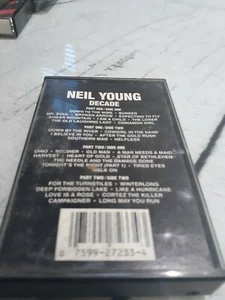 NEIL YOUNG
DECADE
PART ONE/SIDE ONE
DOWN TO THE WIRE • BURNED
MR. SOUL • BROKEN ARROW • EXPECTING TO FLY
SUGAR MOUNTAIN • I AM A CHILD • THE LONER
THE OLD LAUGHING LADY • CINNAMON GIRL
PART ONE/SIDE TWO
DOWN BY THE RIVER • COWGIRL IN THE SAND
I BELIEVE IN YOU • AFTER THE GOLD RUSH
SOUTHERN MAN • HELPLESS
PART TWO/SIDE ONE
OHIO • SOLDIER • OLD MAN • A MAN NEEDS A MAID
HARVEST • HEART OF GOLD • STAR OF BETHLEHEM
THE NEEDLE AND THE DAMAGE DONE
TONIGHT'S THE NIGHT (PART 1) • TIRED EYES
WALK ON
PART TWO/SIDE TWO
FOR THE TURNSTILES • WINTERLONG
DEEP FORBIDDEN LAKE • LIKE A HURRICANE
LOVE IS A ROSE • CORTEZ THE KILLER
CAMPAIGNER • LONG MAY YOU RUN
0 7599-27233-4